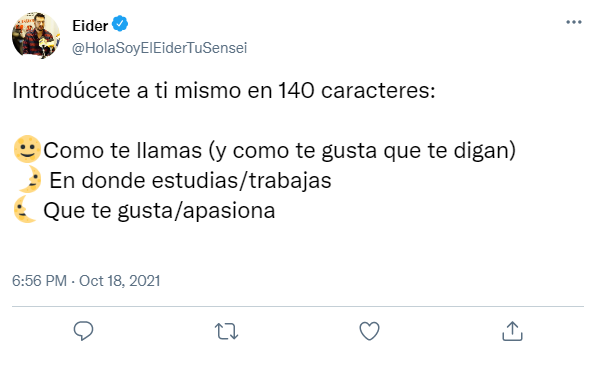 Eider
@HolaSoyElEiderTuSensei
Introdúcete a ti mismo en 140 caracteres:
🙂Como te llamas (y como te gusta que te digan)
🌛 En donde estudias/trabajas
🌜 Que te gusta/apasiona
6:56 PM · Oct 18, 2021